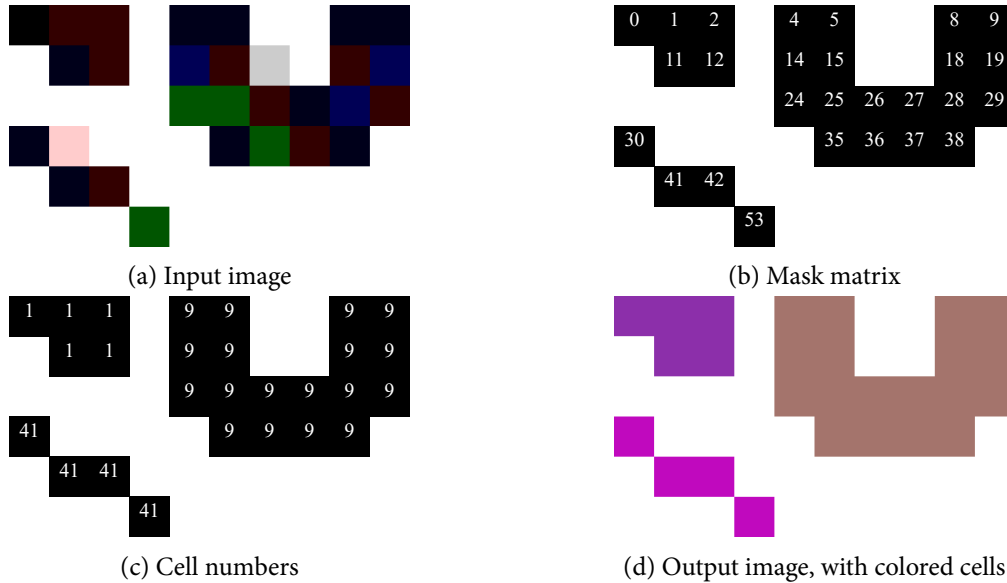 0 1 2 4 5 8 9
11 12 14 15 18 19
24 25 26 27 28 29
30 35 36 37 38
41 42
53
(a) Input image
(b) Mask matrix
1 1 1 9 9 9 9
1 1 9 9 9 9
9 9 9 9 9 9
41 9 9 9 9
41 41
41
(c) Cell numbers
(d) Output image, with colored cells